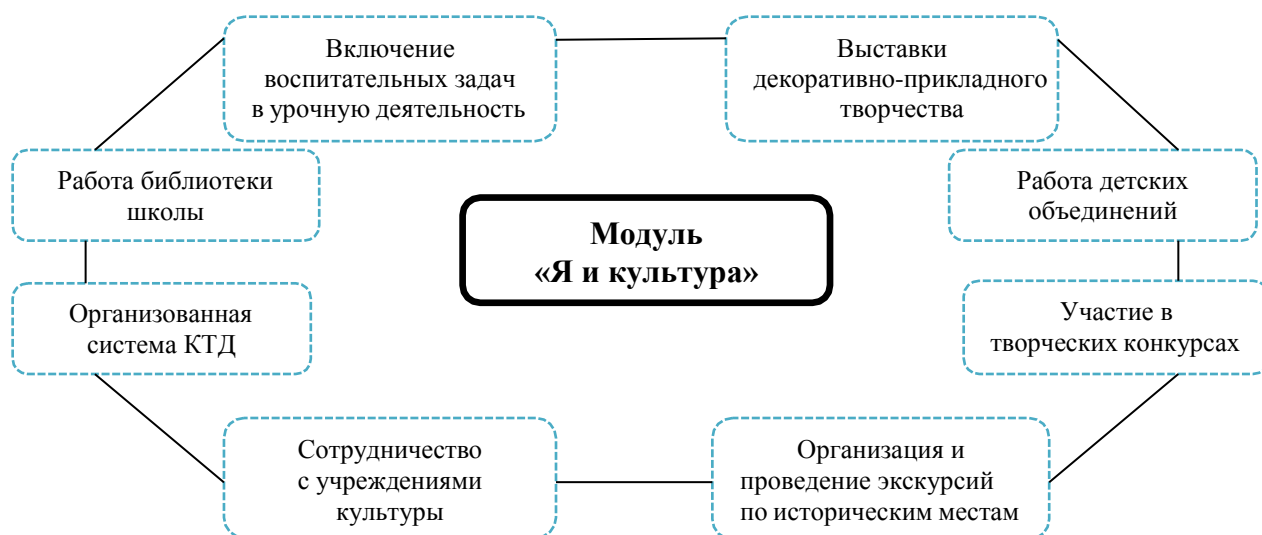 Включение
воспитательных задач
в урочную деятельность
Выставки
декоративно-прикладного
творчества
Работа библиотеки
школы
Работа детских
объединений
Модуль
«Я и культура»
Организованная
система КТД
Участие в
творческих конкурсах
Сотрудничество
с учреждениями
культуры
Организация и
проведение экскурсий
по историческим местам